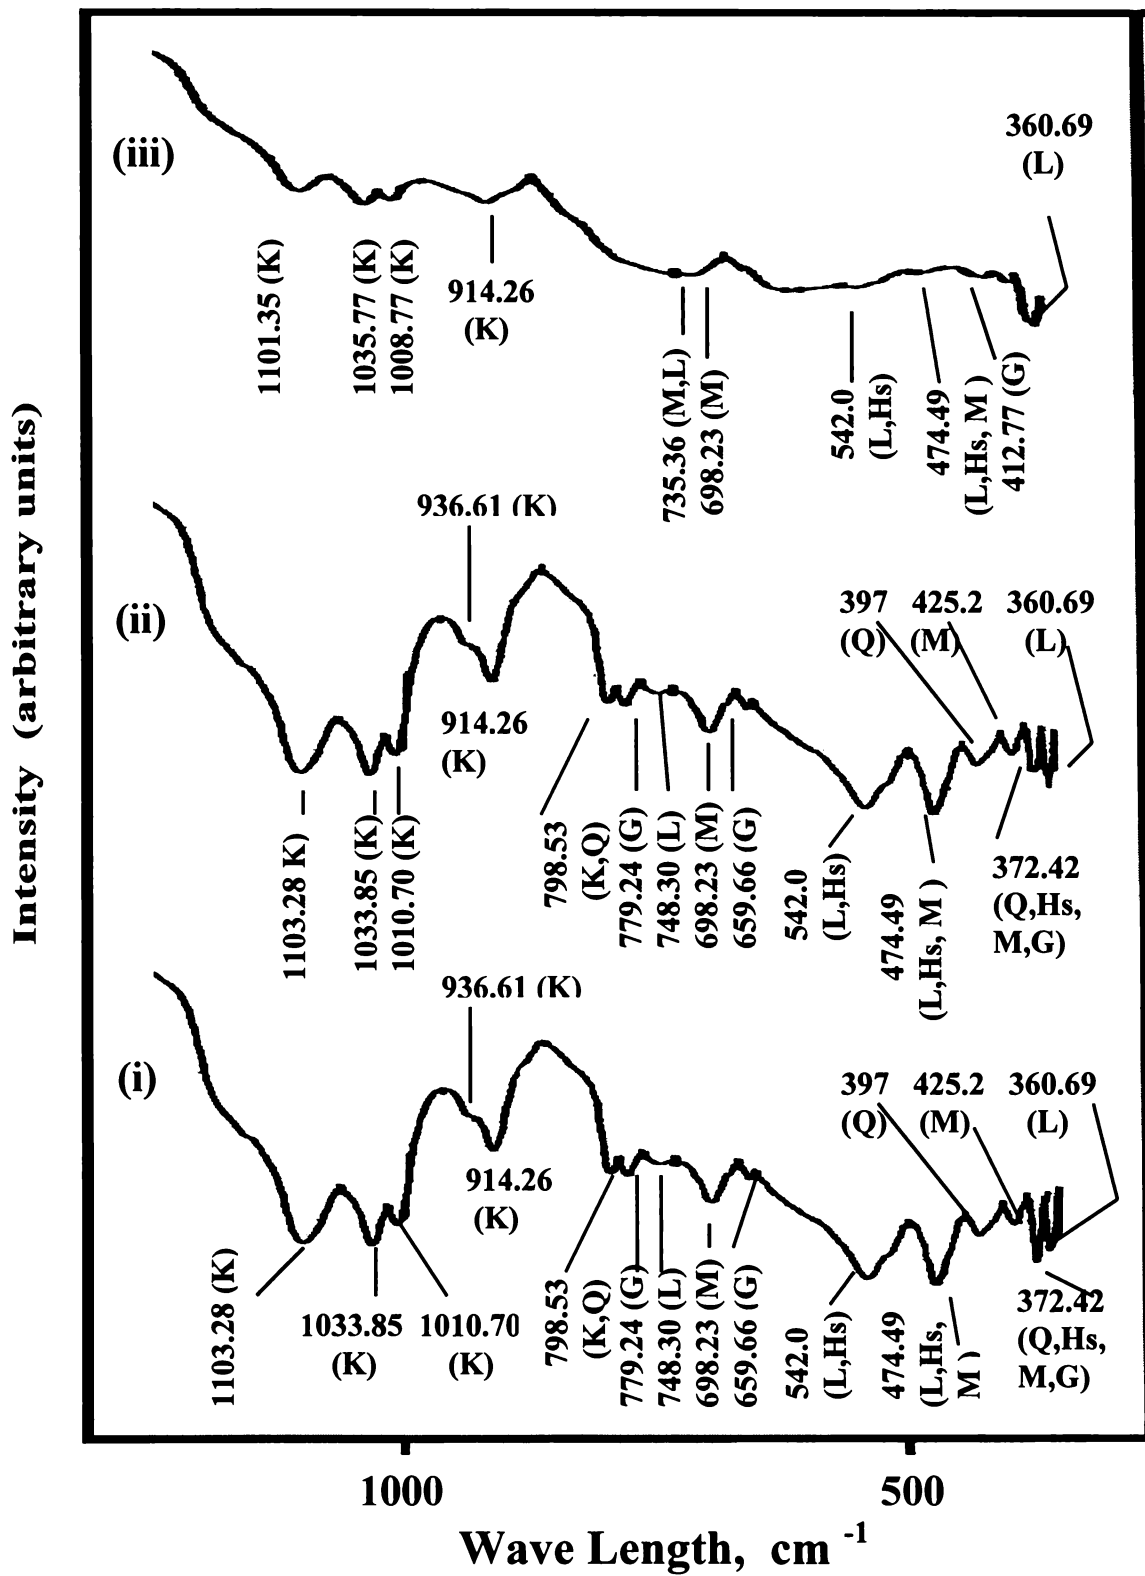 Intensity (arbitrary units)
(iii)
1101.35 (K)
1035.77 (K)
1008.77 (K)
914.26
(K)
735.36 (M,L)
698.23 (M)
542.0
(L,Hs)
474.49
(L,Hs, M )
412.77 (G)
360.69
(L)
(ii)
936.61 (K)
914.26
(K)
1103.28 K)
1033.85 (K)
1010.70 (K)
798.53
(K,Q)
779.24 (G)
748.30 (L)
698.23 (M)
659.66 (G)
542.0
(L,Hs)
474.49
(L,Hs, M )
397
(Q)
425.2
(M)
360.69
(L)
372.42
(Q,Hs,
M,G)
(i)
936.61 (K)
914.26
(K)
1103.28 (K)
1033.85
(K)
1010.70
(K)
798.53
(K,Q)
779.24 (G)
748.30 (L)
698.23 (M)
659.66 (G)
542.0
(L,Hs)
474.49
(L,Hs,
M )
397
(Q)
425.2
(M)
360.69
(L)
372.42
(Q,Hs,
M,G)
1000
500
Wave Length, cm -1